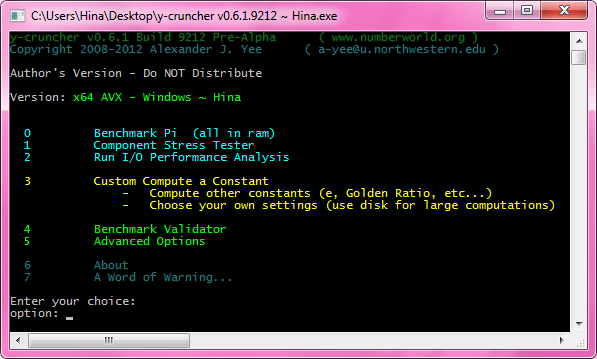 C:\Users\Hina\Desktop\y-cruncher v0.6.1.9212 ~ Hina.exe
y-cruncher v0.6.1 Build 9212 Pre-Alpha ( www.numberworld.org )
Copyright 2008-2012 Alexander J. Yee ( a-yee@u.northwestern.edu )
Author's Version - Do NOT Distribute
Version: x64 AVX - Windows ~ Hina
0 Benchmark Pi (all in ram)
1 Component Stress Tester
2 Run I/O Performance Analysis
3 Custom Compute a Constant
- Compute other constants (e, Golden Ratio, etc...)
- Choose your own settings (use disk for large computations)
4 Benchmark Validator
5 Advanced Options
6 About
7 A Word of Warning...
Enter your choice:
option: _